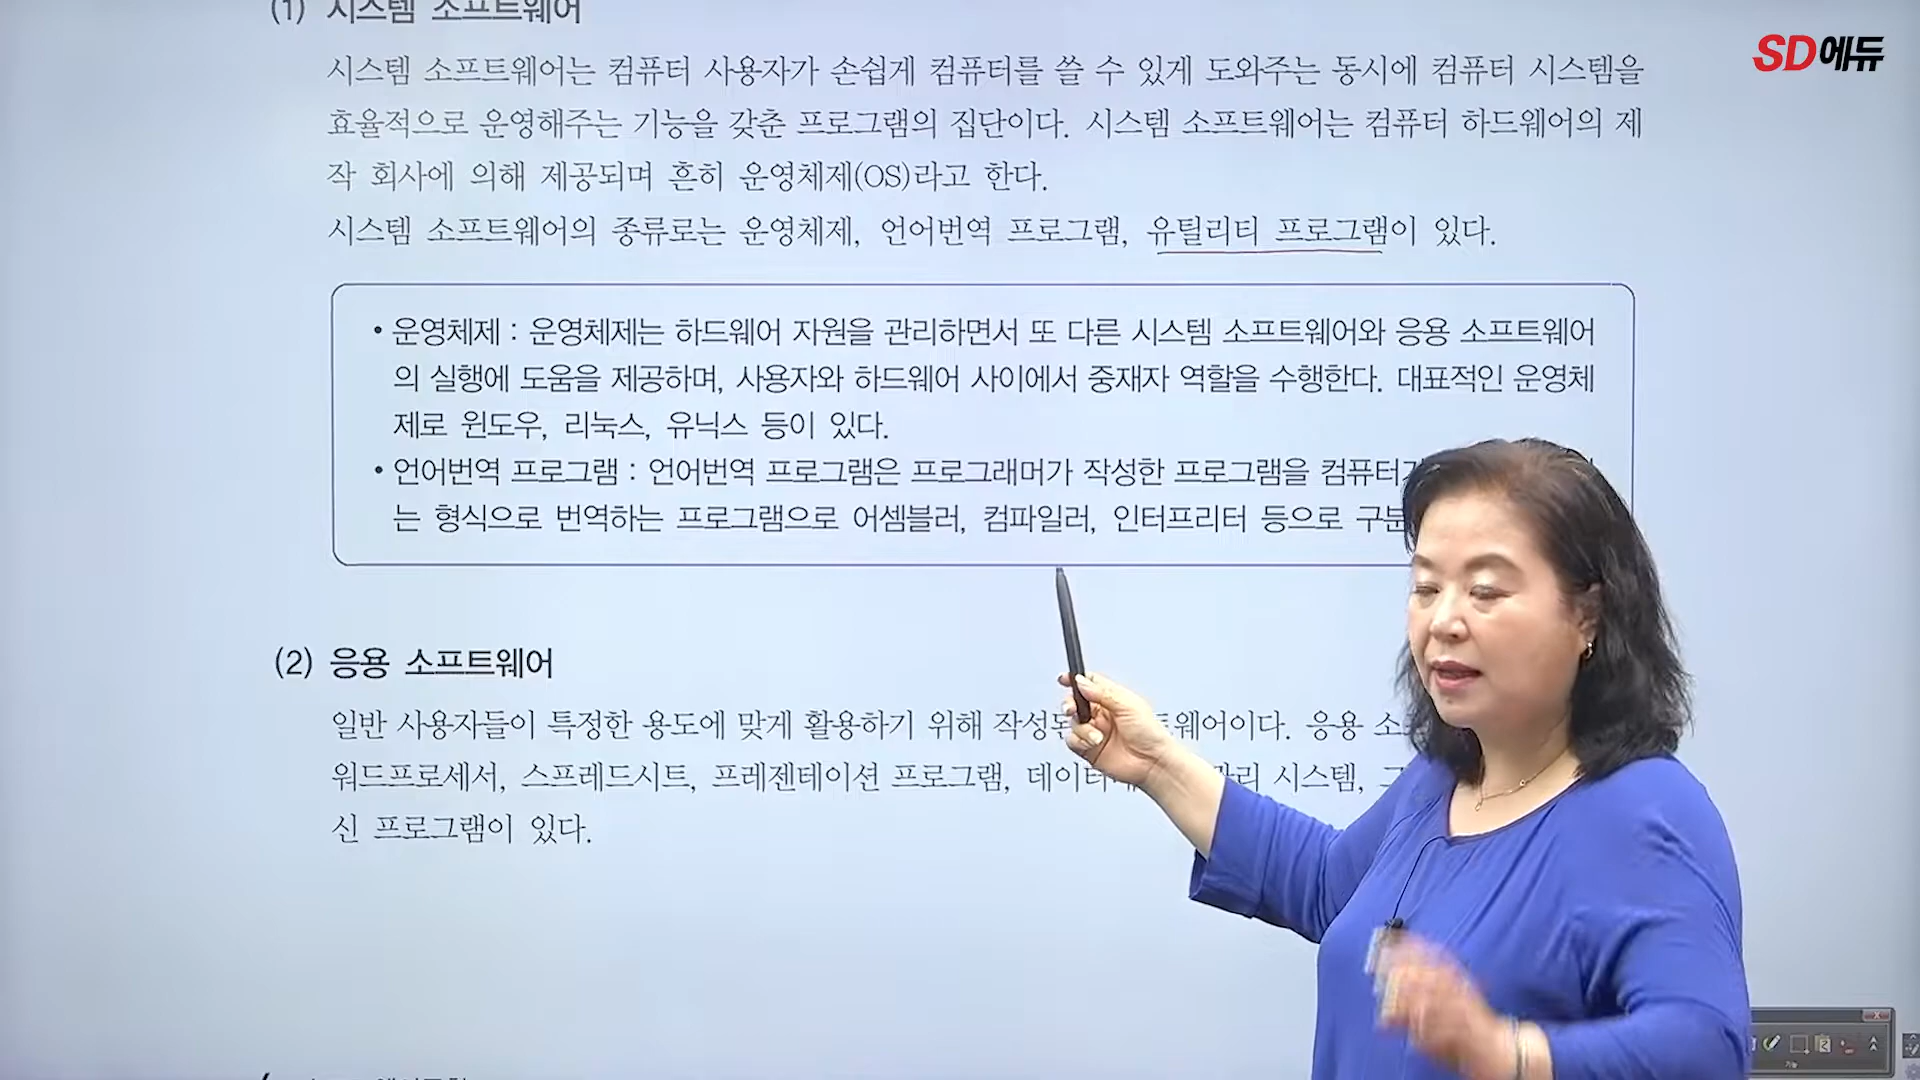 (1) 시스템 소프트웨어
SD에듀
시스템 소프트웨어는 컴퓨터 사용자가 손쉽게 컴퓨터를 쓸 수 있게 도와주는 동시에 컴퓨터 시스템을
효율적으로 운영해주는 기능을 갖춘 프로그램의 집단이다. 시스템 소프트웨어는 컴퓨터 하드웨어의 제
작 회사에 의해 제공되며 흔히 운영체제(OS)라고 한다.
시스템 소프트웨어의 종류로는 운영체제, 언어번역 프로그램, 유틸리티 프로그램이 있다.
• 운영체제 : 운영체제는 하드웨어 자원을 관리하면서 또 다른 시스템 소프트웨어와 응용 소프트웨어
의 실행에 도움을 제공하며, 사용자와 하드웨어 사이에서 중재자 역할을 수행한다. 대표적인 운영체
제로 윈도우, 리눅스, 유닉스 등이 있다.
• 언어번역 프로그램 : 언어번역 프로그램은 프로그래머가 작성한 프로그램을
는 형식으로 번역하는 프로그램으로 어셈블러, 컴파일러, 인터프리터 등으로
(2) 응용 소프트웨어
일반 사용자들이 특정한 용도에 맞게 활용하기 위해 응용
워드프로세서, 스프레드시트, 프레젠테이션 프로그램, 시스템,
신 프로그램이 있다.